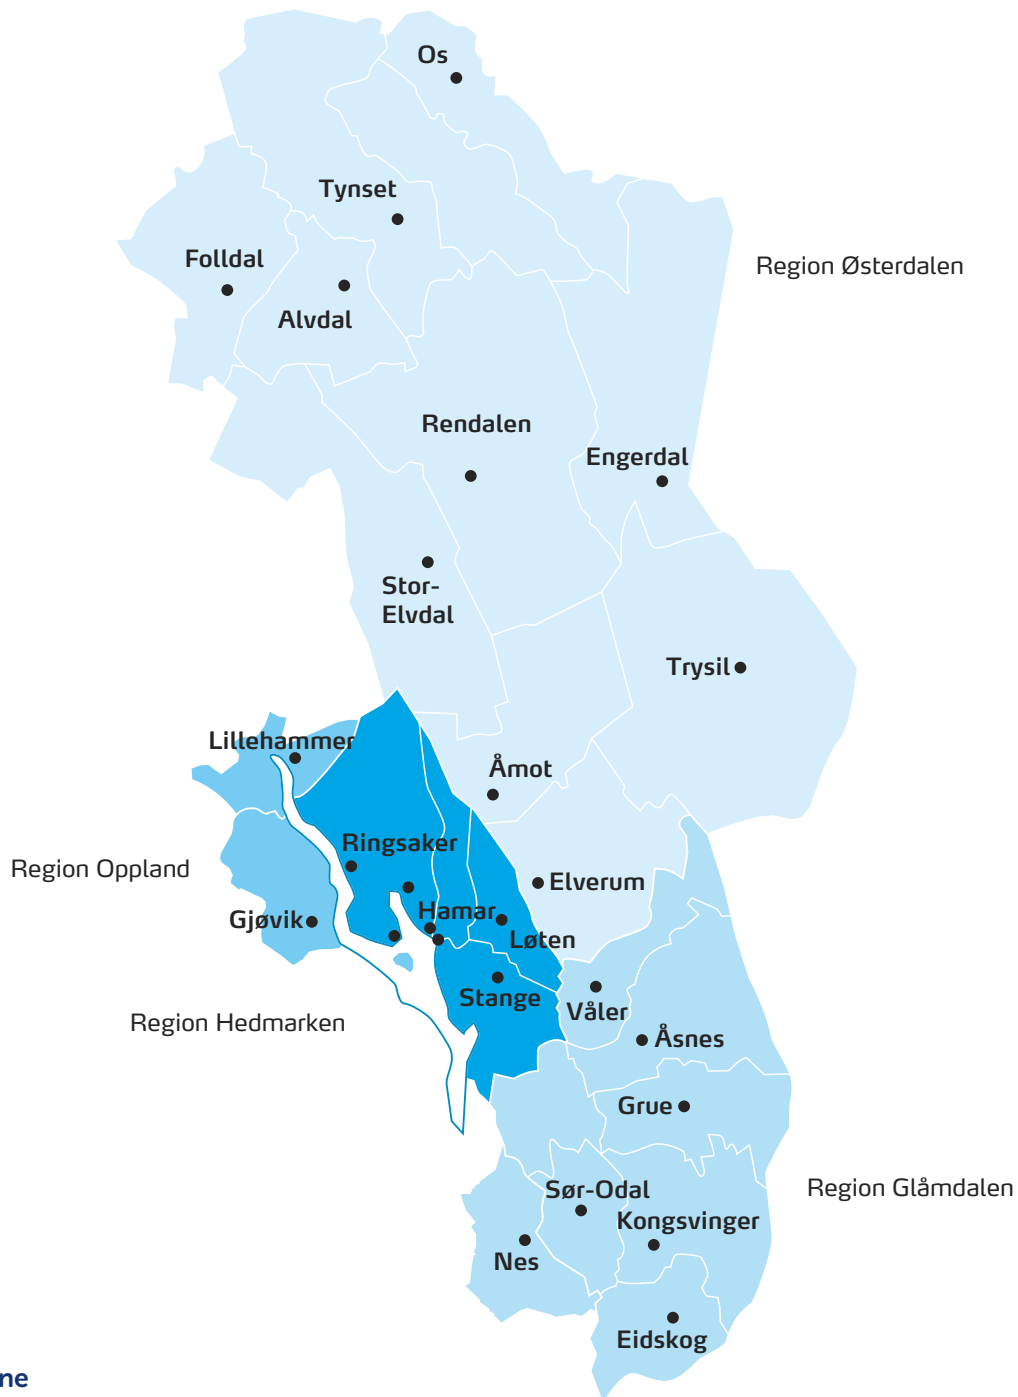 Os
Tynset
Folldal
Region Østerdalen
Alvdal
Rendalen
Engerdal
Stor-
Elvdal
Trysil
Lillehammer
Åmot
Ringsaker
Region Oppland
Elverum
Gjøvik
Hamar
Løten
Stange
Våler
Region Hedmarken
Åsnes
Grue
Region Glåmdalen
Sør-Odal
Kongsvinger
Nes
Eidskog
ne